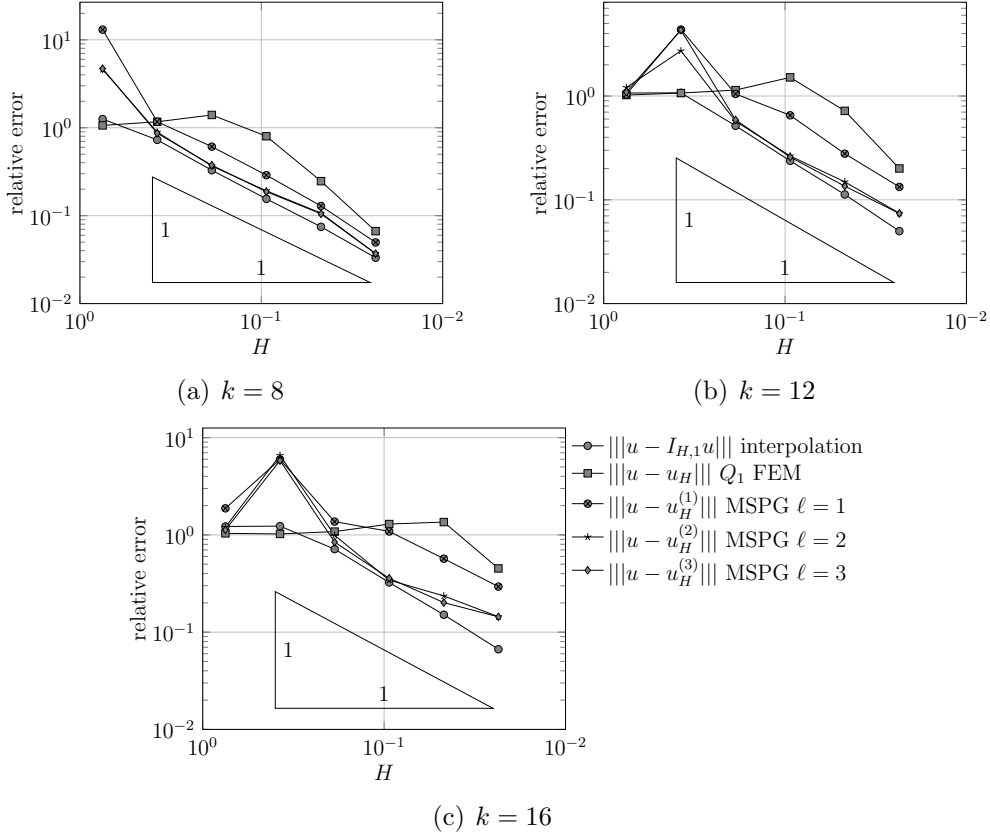 10^1
10^0
10^{-1}
10^{-2}
relative error
1
1
10^0
10^{-1}
10^{-2}
H
(a) k = 8
10^1
10^0
10^{-1}
10^{-2}
relative error
1
1
10^0
10^{-1}
10^{-2}
H
(b) k = 12
10^1
10^0
10^{-1}
10^{-2}
relative error
1
1
10^0
10^{-1}
10^{-2}
H
|||u − I_{H,1}u||| interpolation
|||u − u_H||| Q_1 FEM
|||u − u_H^{(1)}||| MSPG ℓ = 1
|||u − u_H^{(2)}||| MSPG ℓ = 2
|||u − u_H^{(3)}||| MSPG ℓ = 3
(c) k = 16